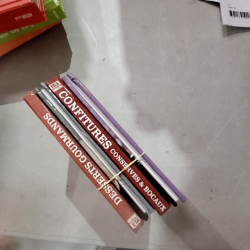 CONFITURES CONSERVES & BOCAUX
DESSERTS GOURMANDS